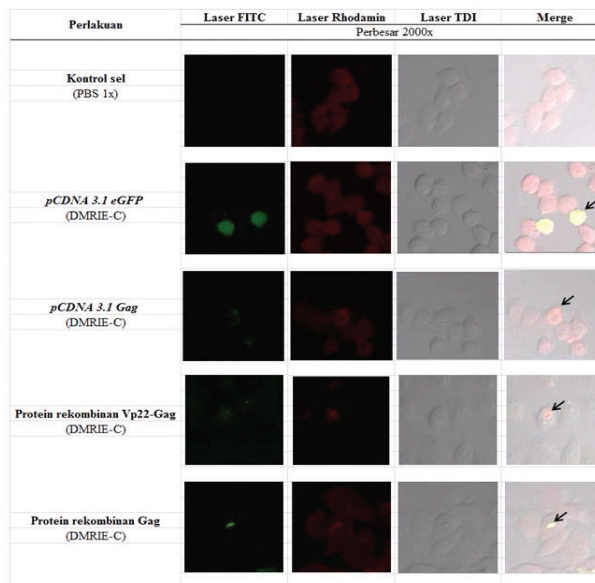 Perlakuan
Laser FITC
Laser Rhodamin
Laser TDI
Merge
Perbesar 2000x
Kontrol sel
(PBS 1x)
pCDNA 3.1 eGFP
(DMRIE-C)
pCDNA 3.1 Gag
(DMRIE-C)
Protein rekombinan Vp22-Gag
(DMRIE-C)
Protein rekombinan Gag
(DMRIE-C)